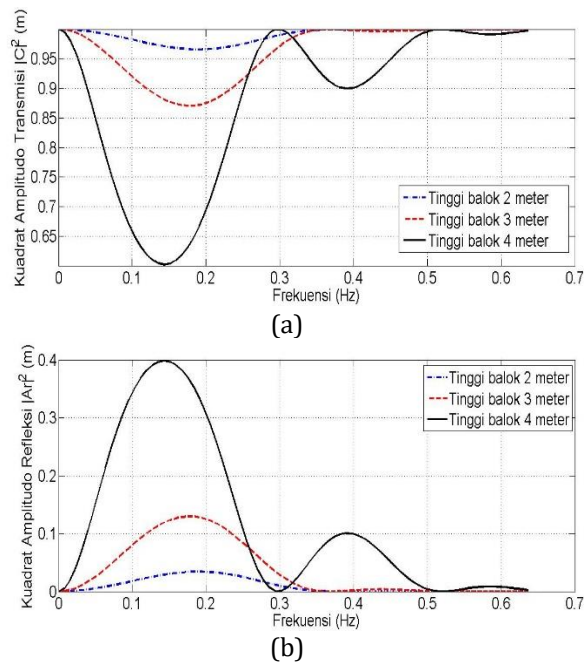 Kuadrat Amplitudo Transmisi |Ct|² (m)
0.95
0.9
0.85
0.8
0.75
0.7
0.65
0 0.1 0.2 0.3 0.4 0.5 0.6 0.7
Frekuensi (Hz)
Tinggi balok 2 meter
Tinggi balok 3 meter
Tinggi balok 4 meter
(a)
Kuadrat Amplitudo Refleksi |Ar|² (m)
0.4
0.3
0.2
0.1
0
0 0.1 0.2 0.3 0.4 0.5 0.6 0.7
Frekuensi (Hz)
Tinggi balok 2 meter
Tinggi balok 3 meter
Tinggi balok 4 meter
(b)